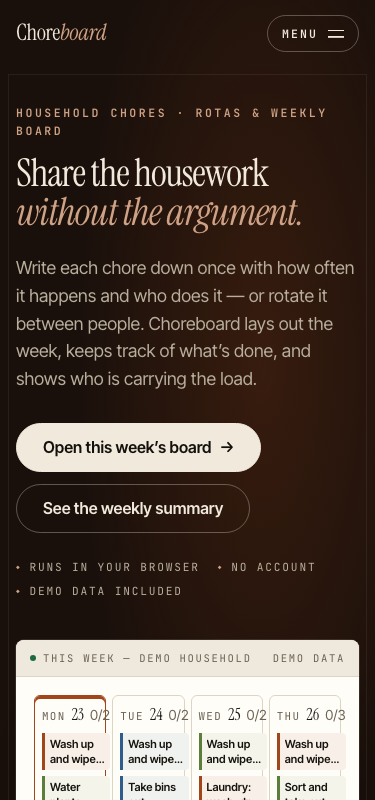 Choreboard
MENU
HOUSEHOLD CHORES · ROTAS & WEEKLY
BOARD
Share the housework
without the argument.
Write each chore down once with how often
it happens and who does it — or rotate it
between people. Choreboard lays out the
week, keeps track of what’s done, and
shows who is carrying the load.
Open this week’s board →
See the weekly summary
RUNS IN YOUR BROWSER
NO ACCOUNT
DEMO DATA INCLUDED
THIS WEEK — DEMO HOUSEHOLD DEMO DATA
MON 23 0/2 TUE 24 0/2 WED 25 0/2 THU 26 0/3
Wash up Wash up Wash up Wash up
and wipe… and wipe… and wipe… and wipe…
Water Take bins Laundry: Sort and